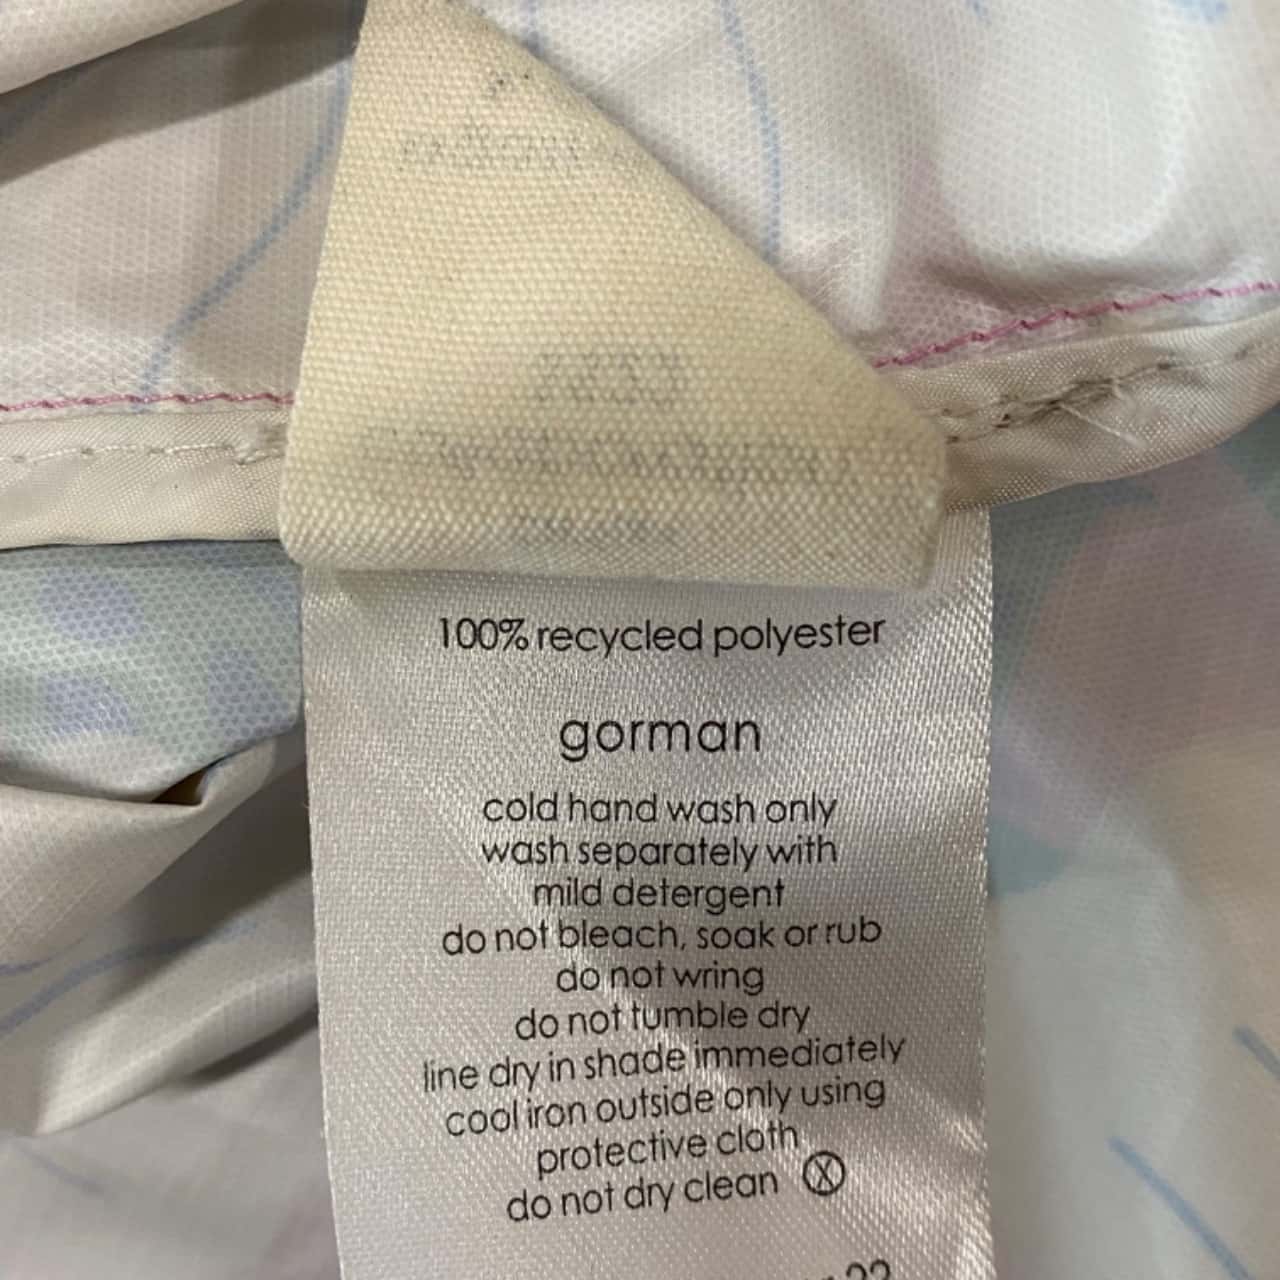 100% recycled polyester
gorman
cold hand wash only
wash separately with
mild detergent
do not bleach, soak or rub
do not wring
do not tumble dry
line dry in shade immediately
cool iron outside only using
protective cloth
do not dry clean Ⓧ